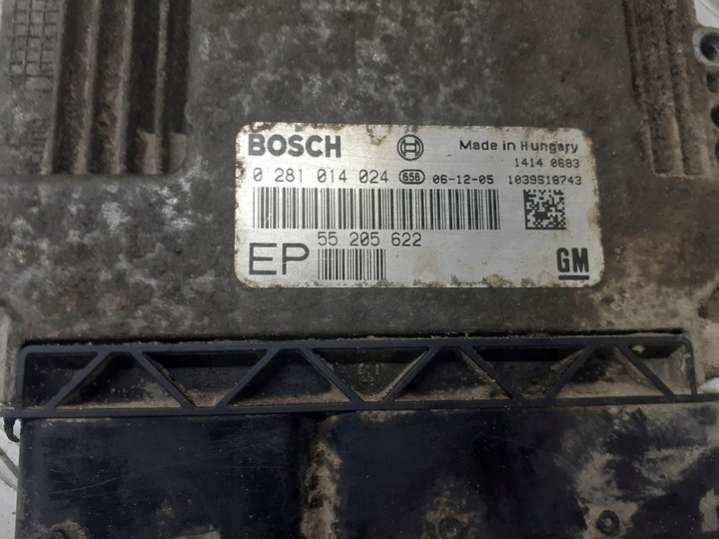 BOSCH Made in Hungary
1414 0683
0 281 014 024 656 06-12-05 1039S18743
55 205 622
EP
GM